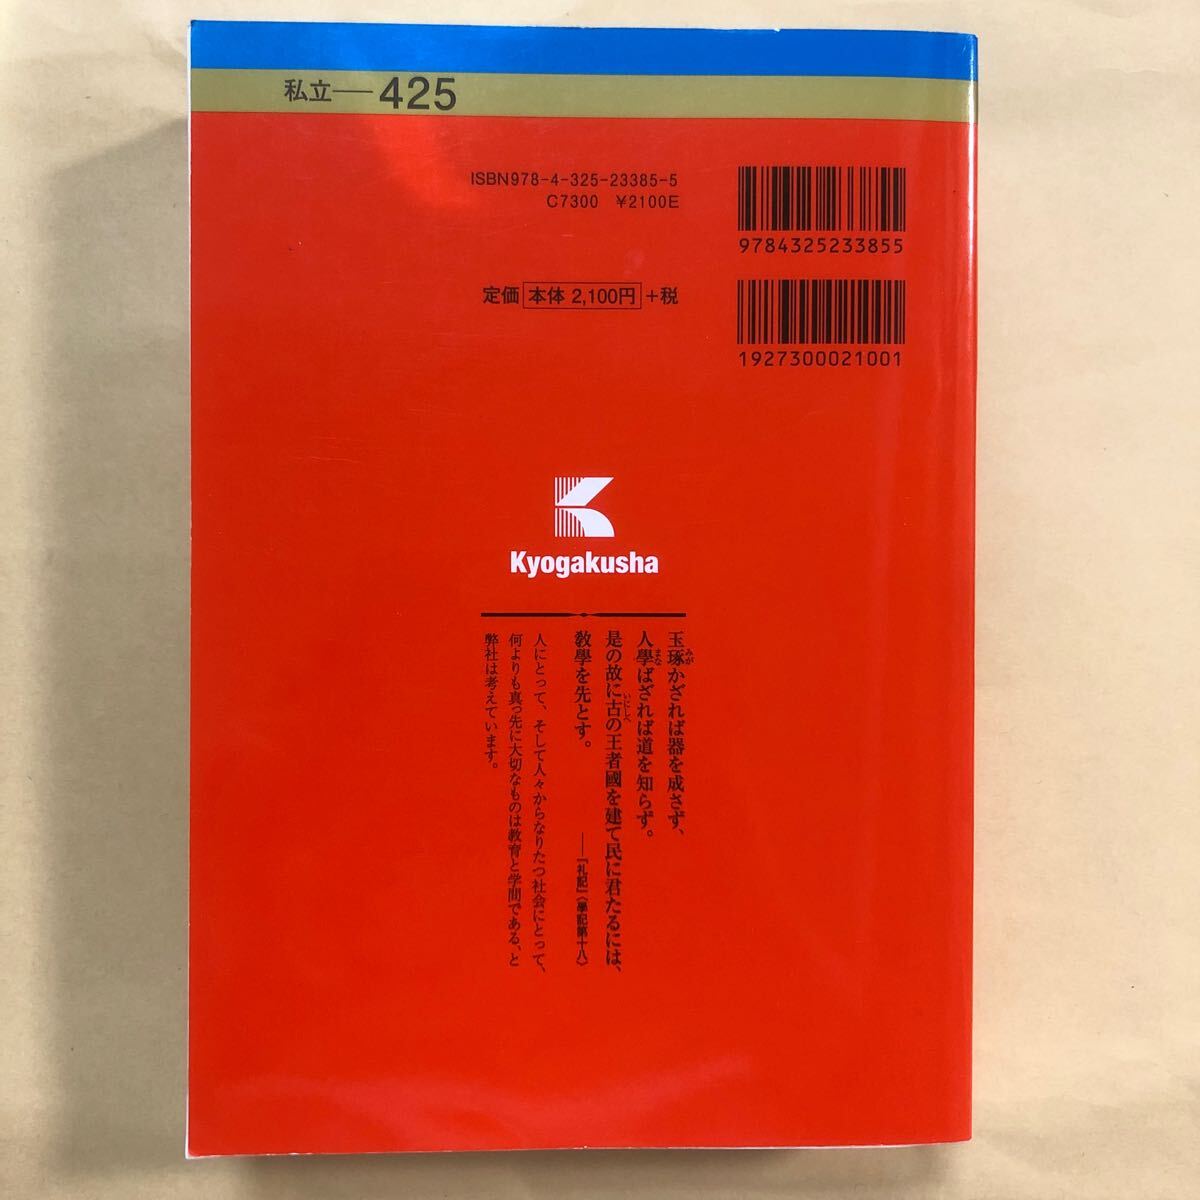 私立―425
ISBN978-4-325-23385-5
C7300 ¥2100E
9784325233855
定価 本体 2,100円 +税
1927300021001
Kyogakusha
玉琢かざれば器を成さず、
人學ばざれば道を知らず。
是の故に古の王者國を建て民に君たるには、
敎學を先とす。
――『礼記』〈學記第十八〉
人にとって、そして人々からなりたつ社会にとって、
何よりも真っ先に大切なものは教育と学問である、と
弊社は考えています。